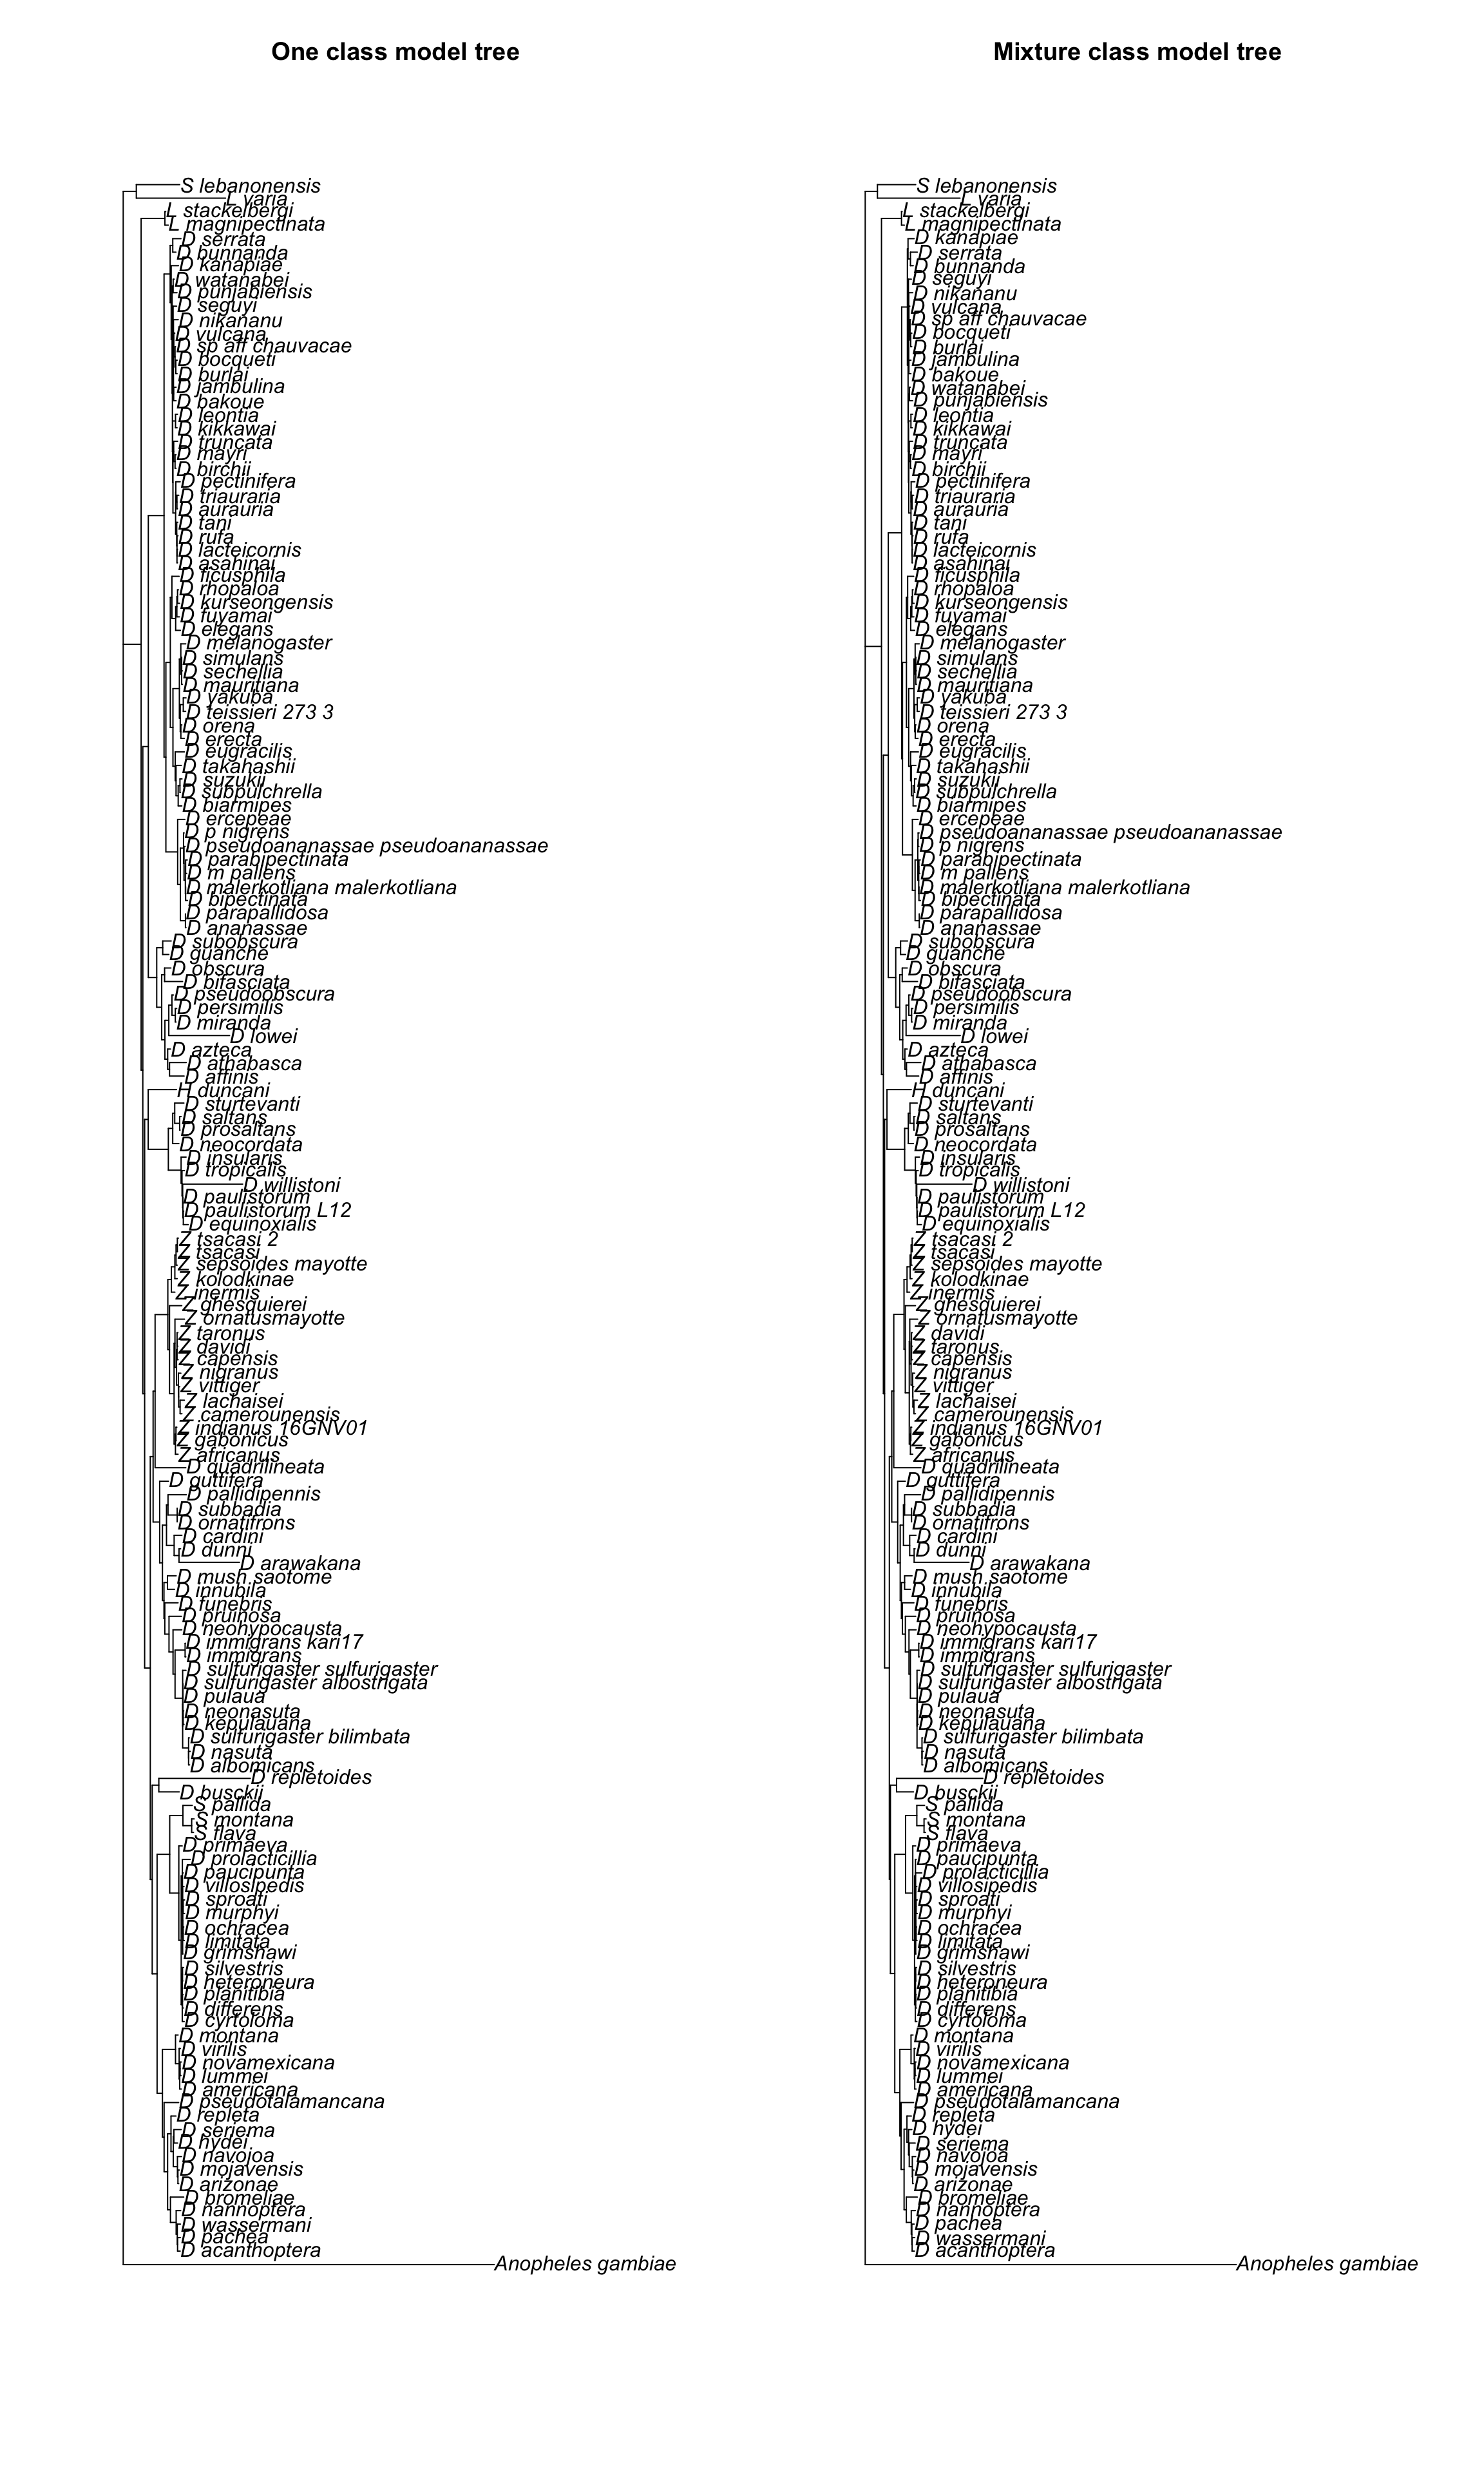 One class model tree
S lebanonensis
L varia
L stackelbergi
L magnipectinata
D serrata
D bunnanda
D kanapiae
D watanabei
D punjabiensis
D seguyi
D nikananu
D vulcana
D sp aff chauvacae
D bocqueti
D burlai
D jambulina
D bakoue
D leontia
D kikkawai
D truncata
D mayri
D birchii
D pectinifera
D triauraria
D auraria
D tani
D rufa
D lacteicornis
D asahinai
D ficusphila
D rhopaloa
D kurseongensis
D fuyamai
D elegans
D melanogaster
D simulans
D sechellia
D mauritiana
D yakuba
D teissieri 273 3
D orena
D erecta
D eugracilis
D takahashii
D suzukii
D subpulchrella
D biarmipes
D ercepeae
D p nigrens
D pseudoananassae pseudoananassae
D parabipectinata
D m pallens
D malerkotliana malerkotliana
D bipectinata
D parapallidosa
D ananassae
D subobscura
D guanche
D obscura
D bifasciata
D pseudoobscura
D persimilis
D miranda
D lowei
D azteca
D athabasca
D affinis
H duncani
D sturtevanti
D saltans
D prosaltans
D neocordata
D insularis
D tropicalis
D willistoni
D paulistorum
D paulistorum L12
D equinoxialis
Z tsacasi 2
Z tsacasi
Z sepsoides mayotte
Z kolodkinae
Z inermis
Z ghesquierei
Z ornatusmayotte
Z taronus
Z davidi
Z capensis
Z nigranus
Z vittiger
Z lachaisei
Z camerounensis
Z indianus 16GNV01
Z gabonicus
Z africanus
D quadrilineata
D guttifera
D pallidipennis
D subbadia
D ornatifrons
D cardini
D dunni
D arawakana
D mush saotome
D innubila
D funebris
D pruinosa
D neohypocausta
D immigrans kari17
D immigrans
D sulfurigaster sulfurigaster
D sulfurigaster albostrigata
D pulaua
D neonasuta
D kepulauana
D sulfurigaster bilimbata
D nasuta
D albomicans
D repletoides
D busckii
S pallida
S montana
S flava
D primaeva
D prolacticillia
D paucipunta
D villosipedis
D sproati
D murphyi
D ochracea
D limitata
D grimshawi
D silvestris
D heteroneura
D planitibia
D differens
D cyrtoloma
D montana
D virilis
D novamexicana
D lummei
D americana
D pseudotalamancana
D repleta
D seriema
D hydei
D navojoa
D mojavensis
D arizonae
D bromeliae
D nannoptera
D wassermani
D pachea
D acanthoptera
Anopheles gambiae
Mixture class model tree
S lebanonensis
L varia
L stackelbergi
L magnipectinata
D kanapiae
D serrata
D bunnanda
D seguyi
D nikananu
D vulcana
D sp aff chauvacae
D bocqueti
D burlai
D jambulina
D bakoue
D watanabei
D punjabiensis
D leontia
D kikkawai
D truncata
D mayri
D birchii
D pectinifera
D triauraria
D auraria
D tani
D rufa
D lacteicornis
D asahinai
D ficusphila
D rhopaloa
D kurseongensis
D fuyamai
D elegans
D melanogaster
D simulans
D sechellia
D mauritiana
D yakuba
D teissieri 273 3
D orena
D erecta
D eugracilis
D takahashii
D suzukii
D subpulchrella
D biarmipes
D ercepeae
D pseudoananassae pseudoananassae
D p nigrens
D parabipectinata
D m pallens
D malerkotliana malerkotliana
D bipectinata
D parapallidosa
D ananassae
D subobscura
D guanche
D obscura
D bifasciata
D pseudoobscura
D persimilis
D miranda
D lowei
D azteca
D athabasca
D affinis
H duncani
D sturtevanti
D saltans
D prosaltans
D neocordata
D insularis
D tropicalis
D willistoni
D paulistorum
D paulistorum L12
D equinoxialis
Z tsacasi 2
Z tsacasi
Z sepsoides mayotte
Z kolodkinae
Z inermis
Z ghesquierei
Z ornatusmayotte
Z davidi
Z taronus
Z capensis
Z nigranus
Z vittiger
Z lachaisei
Z camerounensis
Z indianus 16GNV01
Z gabonicus
Z africanus
D quadrilineata
D guttifera
D pallidipennis
D subbadia
D ornatifrons
D cardini
D dunni
D arawakana
D mush saotome
D innubila
D funebris
D pruinosa
D neohypocausta
D immigrans kari17
D immigrans
D sulfurigaster sulfurigaster
D sulfurigaster albostrigata
D pulaua
D neonasuta
D kepulauana
D sulfurigaster bilimbata
D nasuta
D albomicans
D repletoides
D busckii
S pallida
S montana
S flava
D primaeva
D paucipunta
D prolacticillia
D villosipedis
D sproati
D murphyi
D ochracea
D limitata
D grimshawi
D silvestris
D heteroneura
D planitibia
D differens
D cyrtoloma
D montana
D virilis
D novamexicana
D lummei
D americana
D pseudotalamancana
D repleta
D hydei
D seriema
D navojoa
D mojavensis
D arizonae
D bromeliae
D nannoptera
D pachea
D wassermani
D acanthoptera
Anopheles gambiae